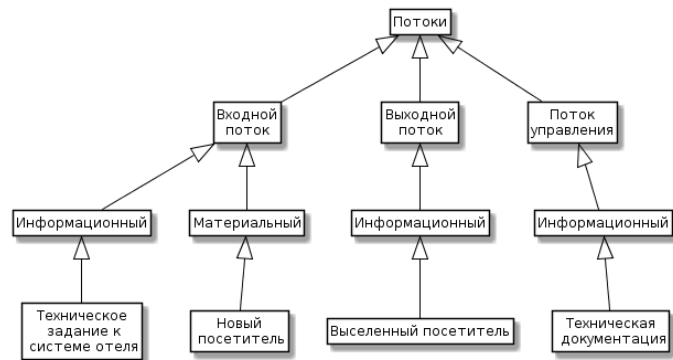 Потоки
Входной
поток
Выходной
поток
Поток
управления
Информационный
Материальный
Информационный
Информационный
Техническое
задание к
системе отеля
Новый
посетитель
Выселенный посетитель
Техническая
документация